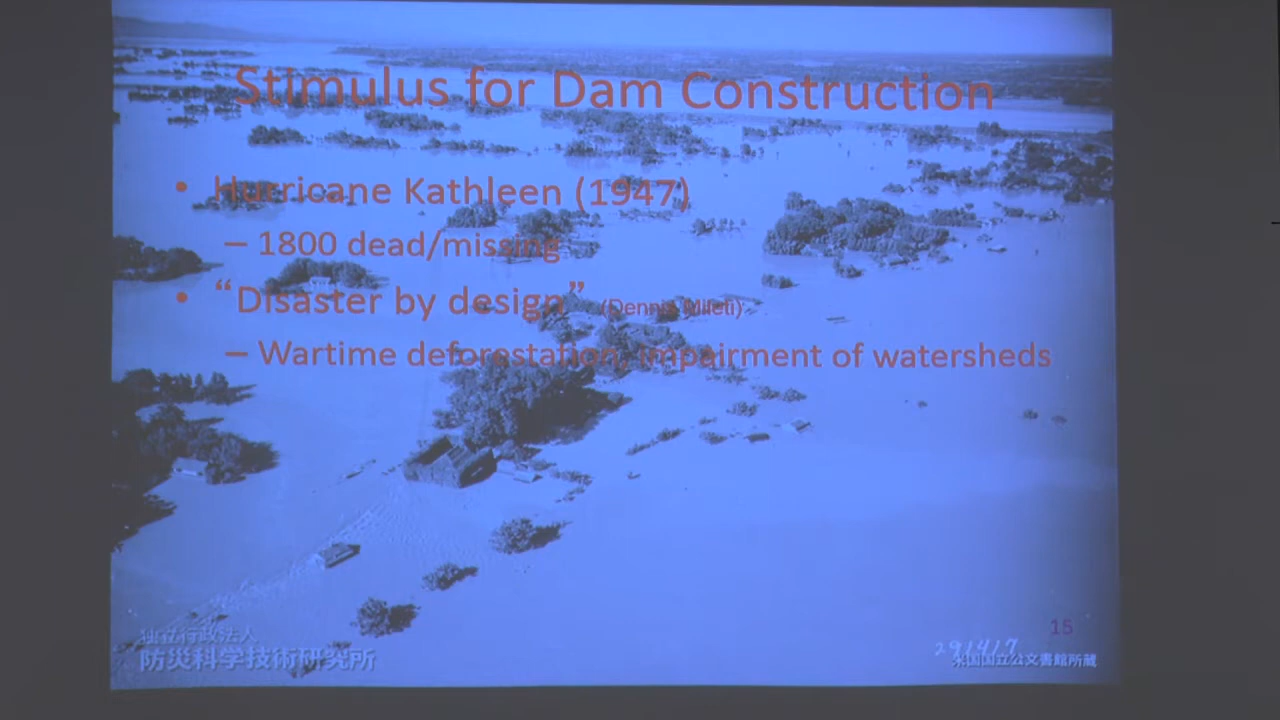 Stimulus for Dam Construction
• Hurricane Kathleen (1947)
– 1800 dead/missing
• “Disaster by design” (Dennis Mileti)
– Wartime deforestation, impairment of watersheds
15
独立行政法人
防災科学技術研究所
291417
米国国立公文書館所蔵